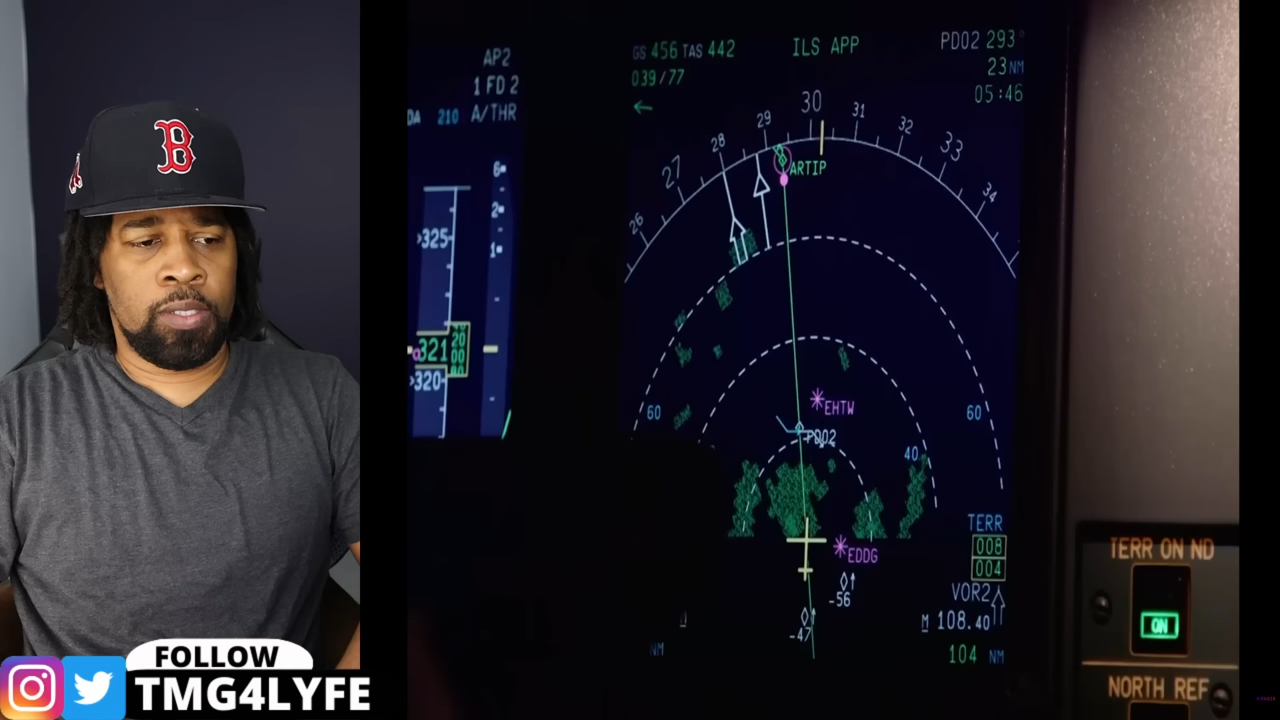 B
AP2
1 FD 2
DA 210 A/THR
6
2
1
325
321
20
00
80
320
GS 456 TAS 442
039/77
ILS APP
PD02 293°
23 NM
05:46
26
27
28
29
30
31
32
33
34
ARTIP
60
60
EHTW
PD02
40
EDDG
-56
-47
NM
TERR
008
004
VOR2
M 108.40
104 NM
TERR ON ND
ON
NORTH REF
FOLLOW
TMG4LYFE